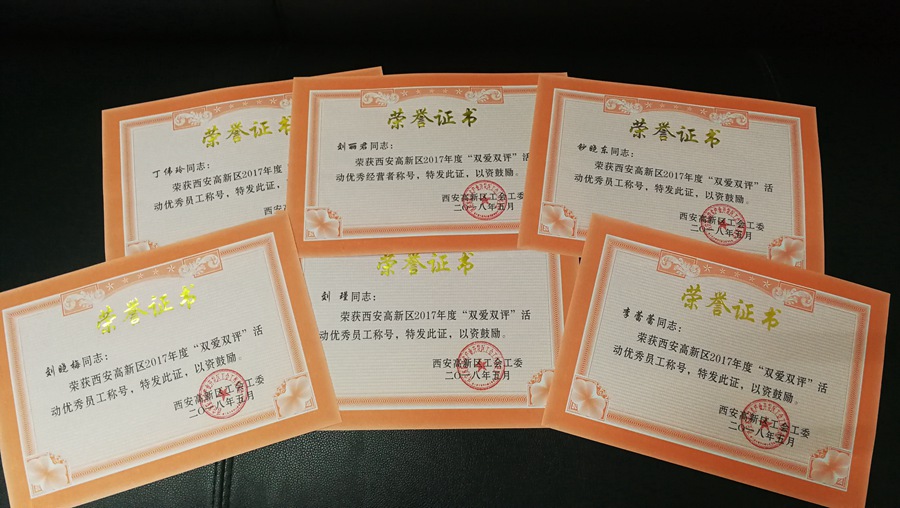 荣誉证书
丁伟玲同志：
荣获西安高新区2017年度“双爱双评”
动优秀员工称号，特发此证，
西安
二〇一
荣誉证书
刘丽君同志：
荣获西安高新区2017年度“双爱双评”活
动优秀经营者称号，特发此证，以资鼓励。
西安高新区工会工委
二〇一八年五月
荣誉证书
钞晓东同志：
荣获西安高新区2017年度“双爱双评”活
动优秀员工称号，特发此证，以资鼓励。
西安高新区工会工委
二〇一八年五月
荣誉证书
刘晓梅同志：
荣获西安高新区2017年度“双爱双评”活
动优秀员工称号，特发此证，以资鼓励。
西安高新区工会工委
二〇一八年五月
荣誉证书
刘 瑾同志：
荣获西安高新区2017年度“双爱双评”活
动优秀员工称号，特发此证，以资鼓励。
西安高新区工会工委
二〇一八年五月
荣誉证书
李蕾蕾同志：
荣获西安高新区2017年度“双爱双评”活
动优秀员工称号，特发此证，以资鼓励。
西安高新区工会工委
二〇一八年五月